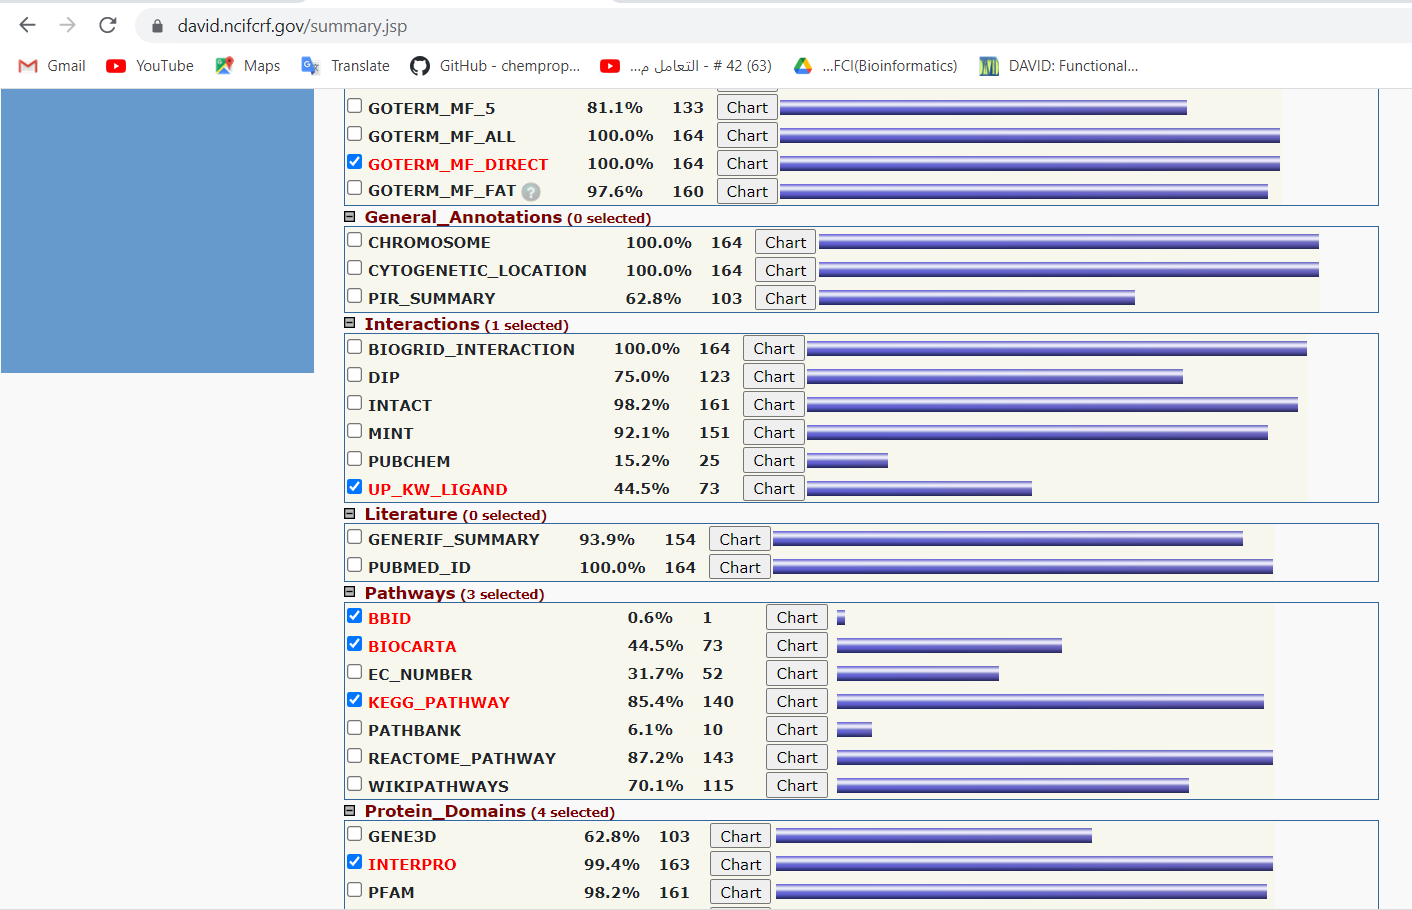 david.ncifcrf.gov/summary.jsp
Gmail YouTube Maps Translate GitHub - chemprop... ...التعامل م - # 42 (63) ...FCI(Bioinformatics) DAVID: Functional...
GOTERM_MF_5 81.1% 133 Chart
GOTERM_MF_ALL 100.0% 164 Chart
GOTERM_MF_DIRECT 100.0% 164 Chart
GOTERM_MF_FAT ? 97.6% 160 Chart
General_Annotations (0 selected)
CHROMOSOME 100.0% 164 Chart
CYTOGENETIC_LOCATION 100.0% 164 Chart
PIR_SUMMARY 62.8% 103 Chart
Interactions (1 selected)
BIOGRID_INTERACTION 100.0% 164 Chart
DIP 75.0% 123 Chart
INTACT 98.2% 161 Chart
MINT 92.1% 151 Chart
PUBCHEM 15.2% 25 Chart
UP_KW_LIGAND 44.5% 73 Chart
Literature (0 selected)
GENERIF_SUMMARY 93.9% 154 Chart
PUBMED_ID 100.0% 164 Chart
Pathways (3 selected)
BBID 0.6% 1 Chart
BIOCARTA 44.5% 73 Chart
EC_NUMBER 31.7% 52 Chart
KEGG_PATHWAY 85.4% 140 Chart
PATHBANK 6.1% 10 Chart
REACTOME_PATHWAY 87.2% 143 Chart
WIKIPATHWAYS 70.1% 115 Chart
Protein_Domains (4 selected)
GENE3D 62.8% 103 Chart
INTERPRO 99.4% 163 Chart
PFAM 98.2% 161 Chart